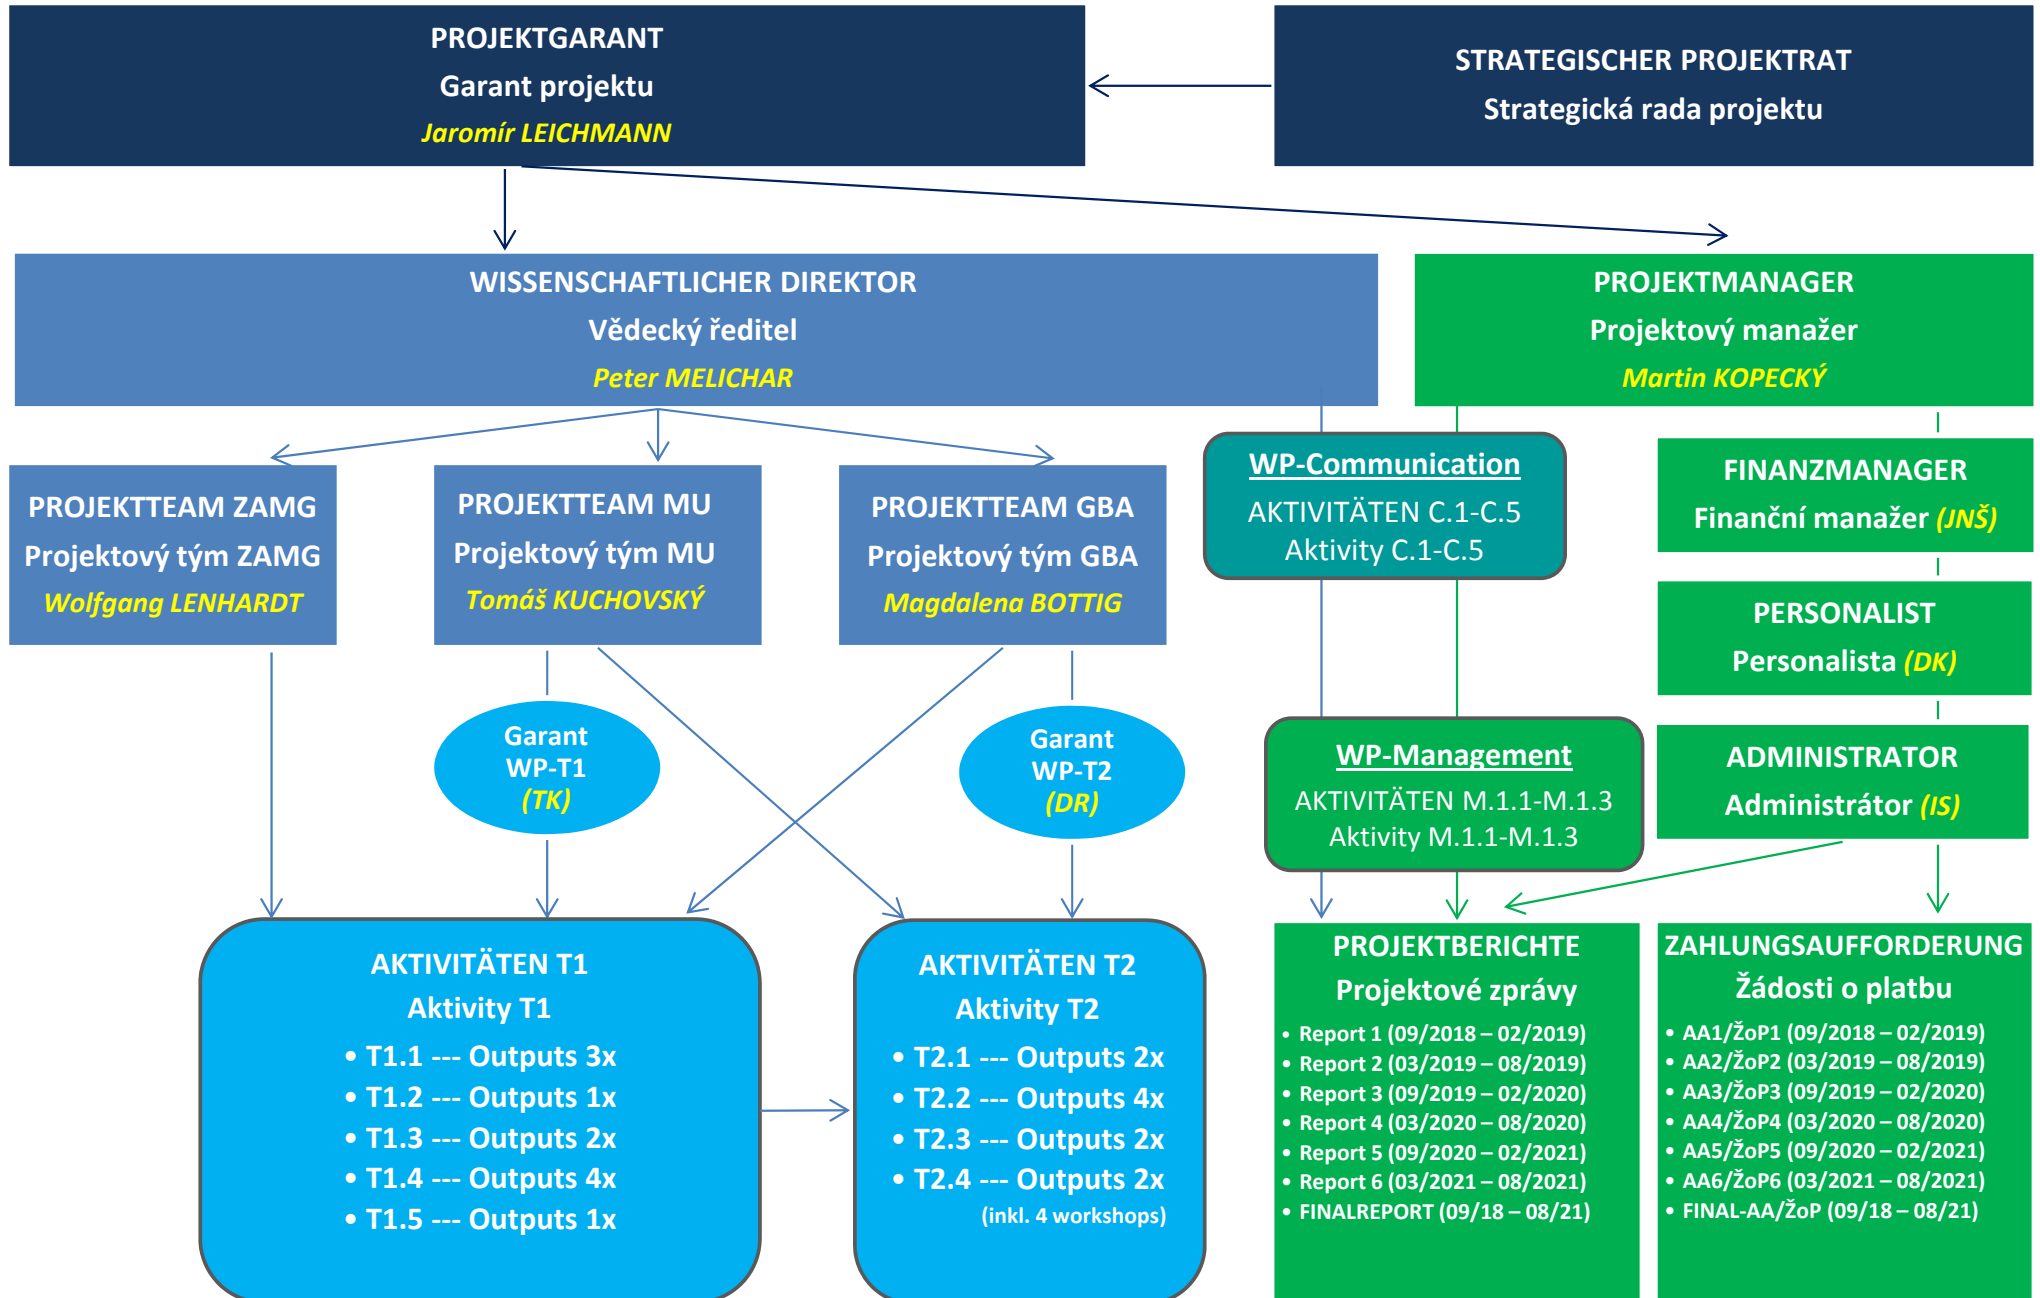 PROJEKTGARANT
Garant projektu
Jaromír LEICHMANN
STRATEGISCHER PROJEKTRAT
Strategická rada projektu
WISSENSCHAFTLICHER DIREKTOR
Vědecký ředitel
Peter MELICHAR
PROJEKTMANAGER
Projektový manažer
Martin KOPECKÝ
PROJEKTTEAM ZAMG
Projektový tým ZAMG
Wolfgang LENHARDT
PROJEKTTEAM MU
Projektový tým MU
Tomáš KUCHOVSKÝ
PROJEKTTEAM GBA
Projektový tým GBA
Magdalena BOTTIG
WP-Communication
AKTIVITÄTEN C.1-C.5
Aktivity C.1-C.5
FINANZMANAGER
Finanční manažer (JNŠ)
PERSONALIST
Personalista (DK)
Garant
WP-T1
(TK)
Garant
WP-T2
(DR)
WP-Management
AKTIVITÄTEN M.1.1-M.1.3
Aktivity M.1.1-M.1.3
ADMINISTRATOR
Administrátor (IS)
AKTIVITÄTEN T1
Aktivity T1
• T1.1 --- Outputs 3x
• T1.2 --- Outputs 1x
• T1.3 --- Outputs 2x
• T1.4 --- Outputs 4x
• T1.5 --- Outputs 1x
AKTIVITÄTEN T2
Aktivity T2
• T2.1 --- Outputs 2x
• T2.2 --- Outputs 4x
• T2.3 --- Outputs 2x
• T2.4 --- Outputs 2x
(inkl. 4 workshops)
PROJEKTBERICHTE
Projektové zprávy
• Report 1 (09/2018 – 02/2019)
• Report 2 (03/2019 – 08/2019)
• Report 3 (09/2019 – 02/2020)
• Report 4 (03/2020 – 08/2020)
• Report 5 (09/2020 – 02/2021)
• Report 6 (03/2021 – 08/2021)
• FINALREPORT (09/18 – 08/21)
ZAHLUNGSAUFFORDERUNG
Žádosti o platbu
• AA1/ŽoP1 (09/2018 – 02/2019)
• AA2/ŽoP2 (03/2019 – 08/2019)
• AA3/ŽoP3 (09/2019 – 02/2020)
• AA4/ŽoP4 (03/2020 – 08/2020)
• AA5/ŽoP5 (09/2020 – 02/2021)
• AA6/ŽoP6 (03/2021 – 08/2021)
• FINAL-AA/ŽoP (09/18 – 08/21)